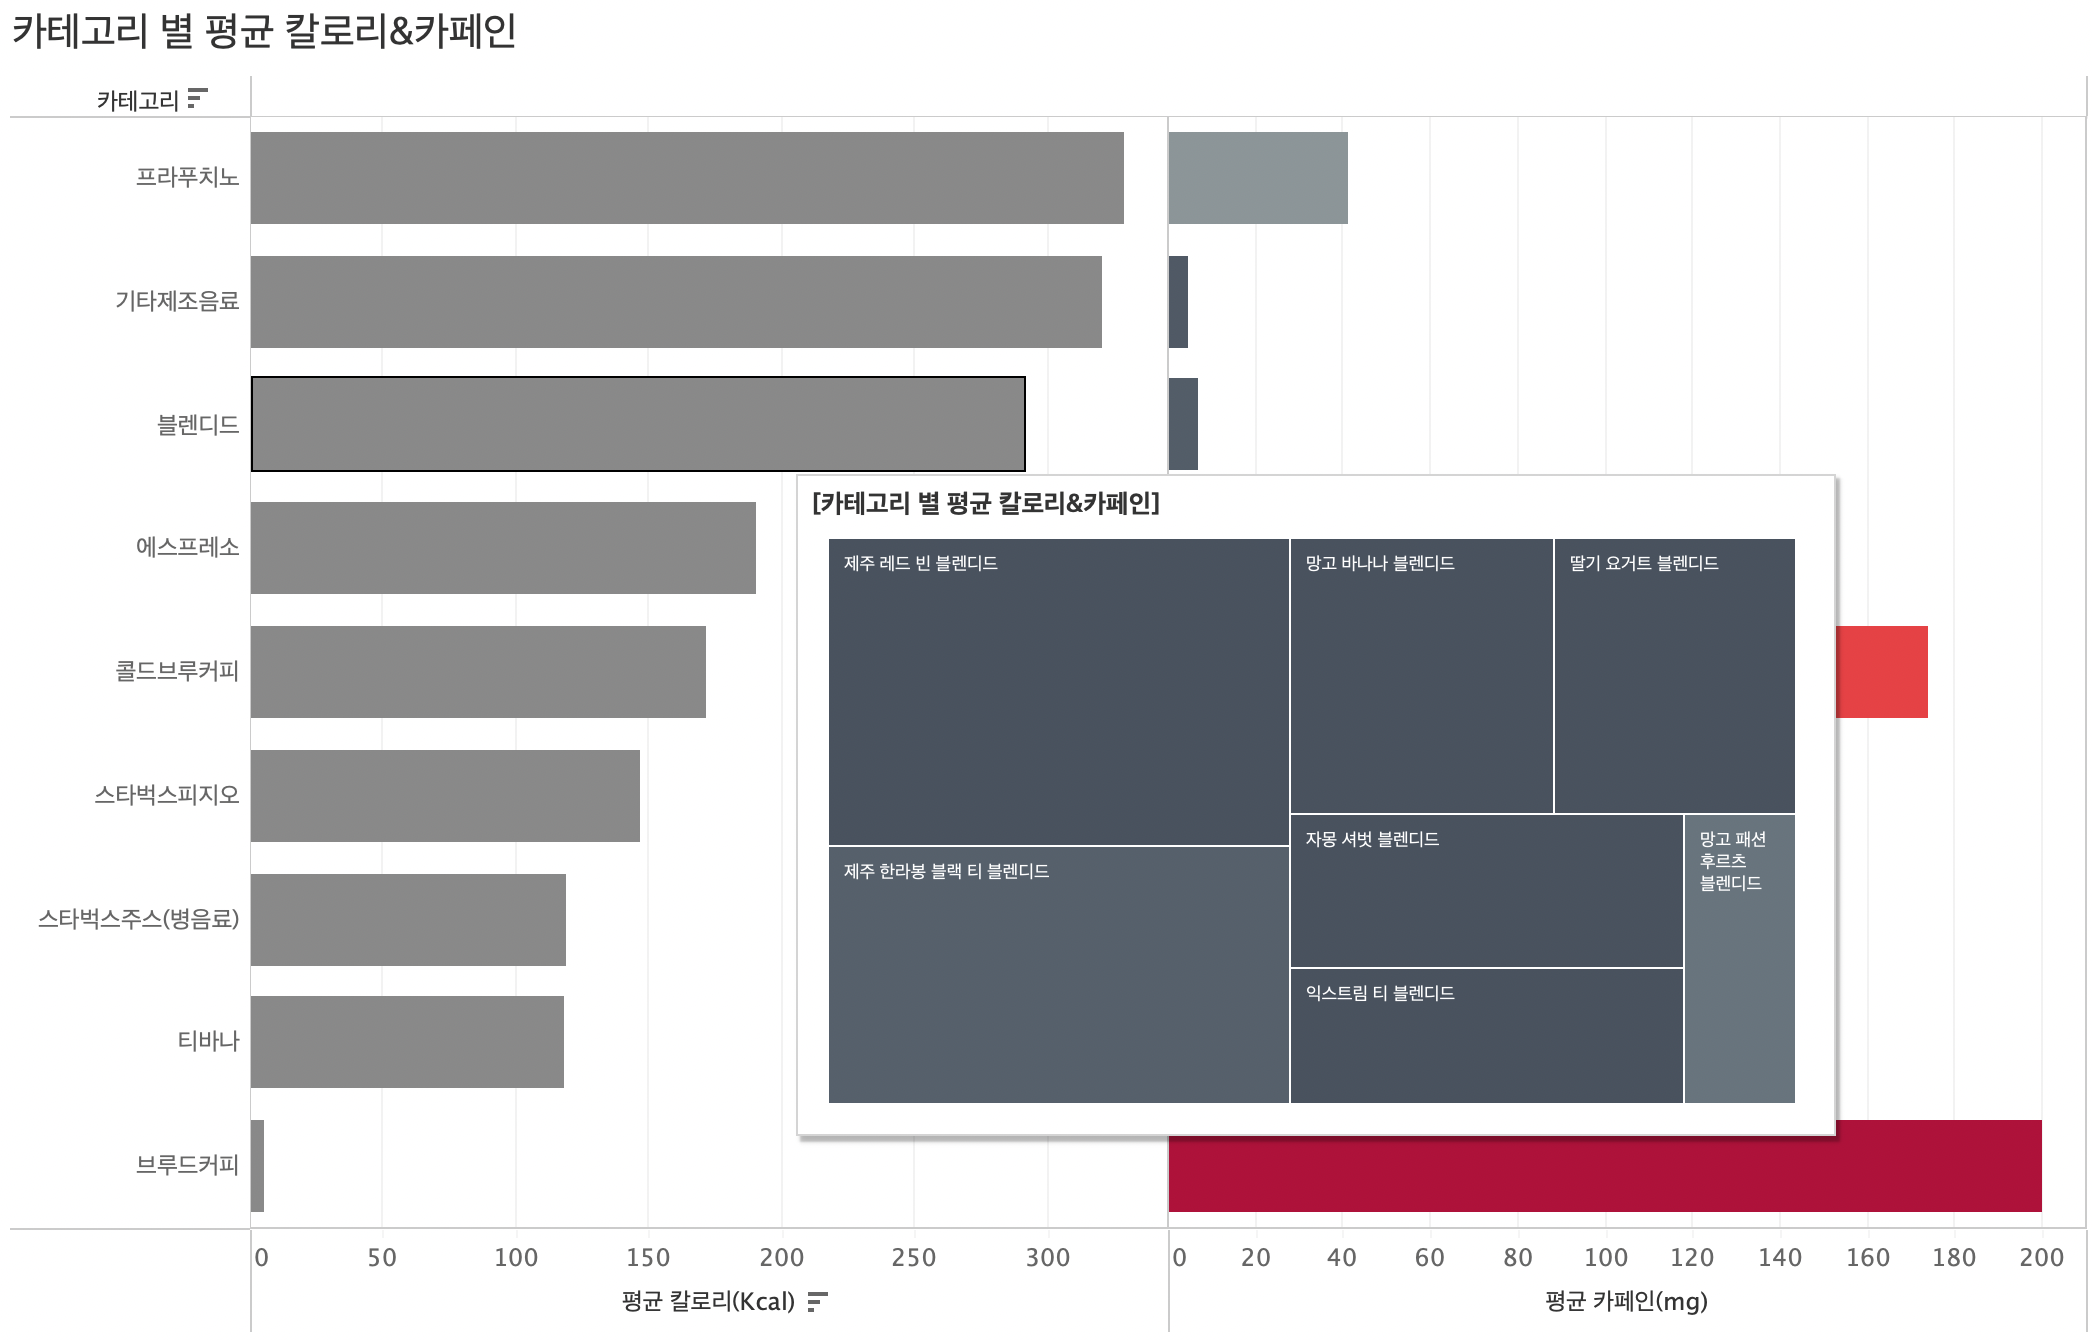 카테고리 별 평균 칼로리&카페인
카테고리
프라푸치노
기타제조음료
블렌디드
에스프레소
콜드브루커피
스타벅스피지오
스타벅스주스(병음료)
티바나
브루드커피
[카테고리 별 평균 칼로리&카페인]
제주 레드 빈 블렌디드
망고 바나나 블렌디드
딸기 요거트 블렌디드
자몽 셔벗 블렌디드
망고 패션
후르츠
블렌디드
제주 한라봉 블랙 티 블렌디드
익스트림 티 블렌디드
0 50 100 150 200 250 300
0 20 40 60 80 100 120 140 160 180 200
평균 칼로리(Kcal)
평균 카페인(mg)